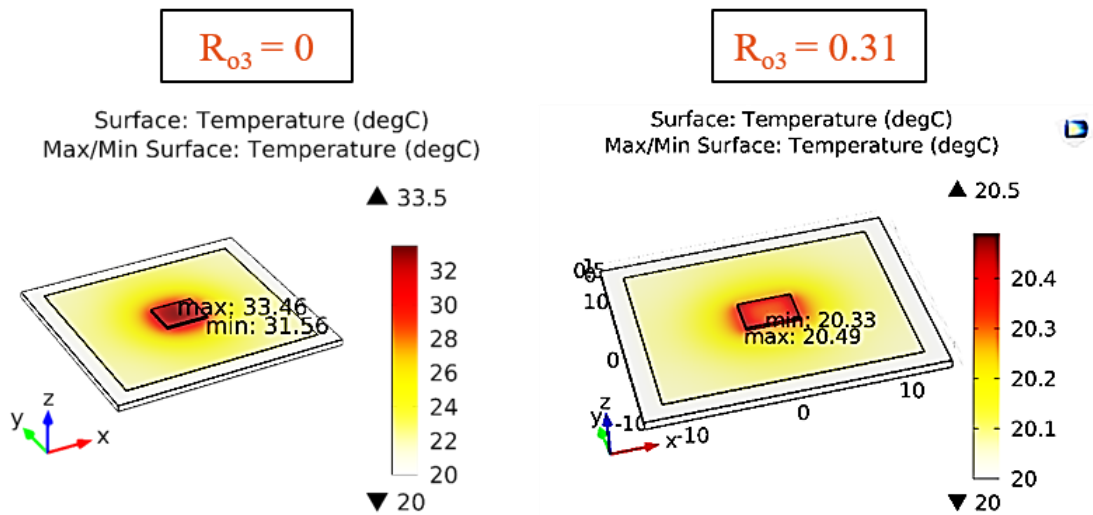 R_o3 = 0
Surface: Temperature (degC)
Max/Min Surface: Temperature (degC)
▲ 33.5
32
30
28
26
24
22
20
▼ 20
max: 33.46
min: 31.56
y z x
R_o3 = 0.31
Surface: Temperature (degC)
Max/Min Surface: Temperature (degC)
▲ 20.5
20.4
20.3
20.2
20.1
20
▼ 20
10
0
-10
min: 20.33
max: 20.49
-10
0
10
y z x